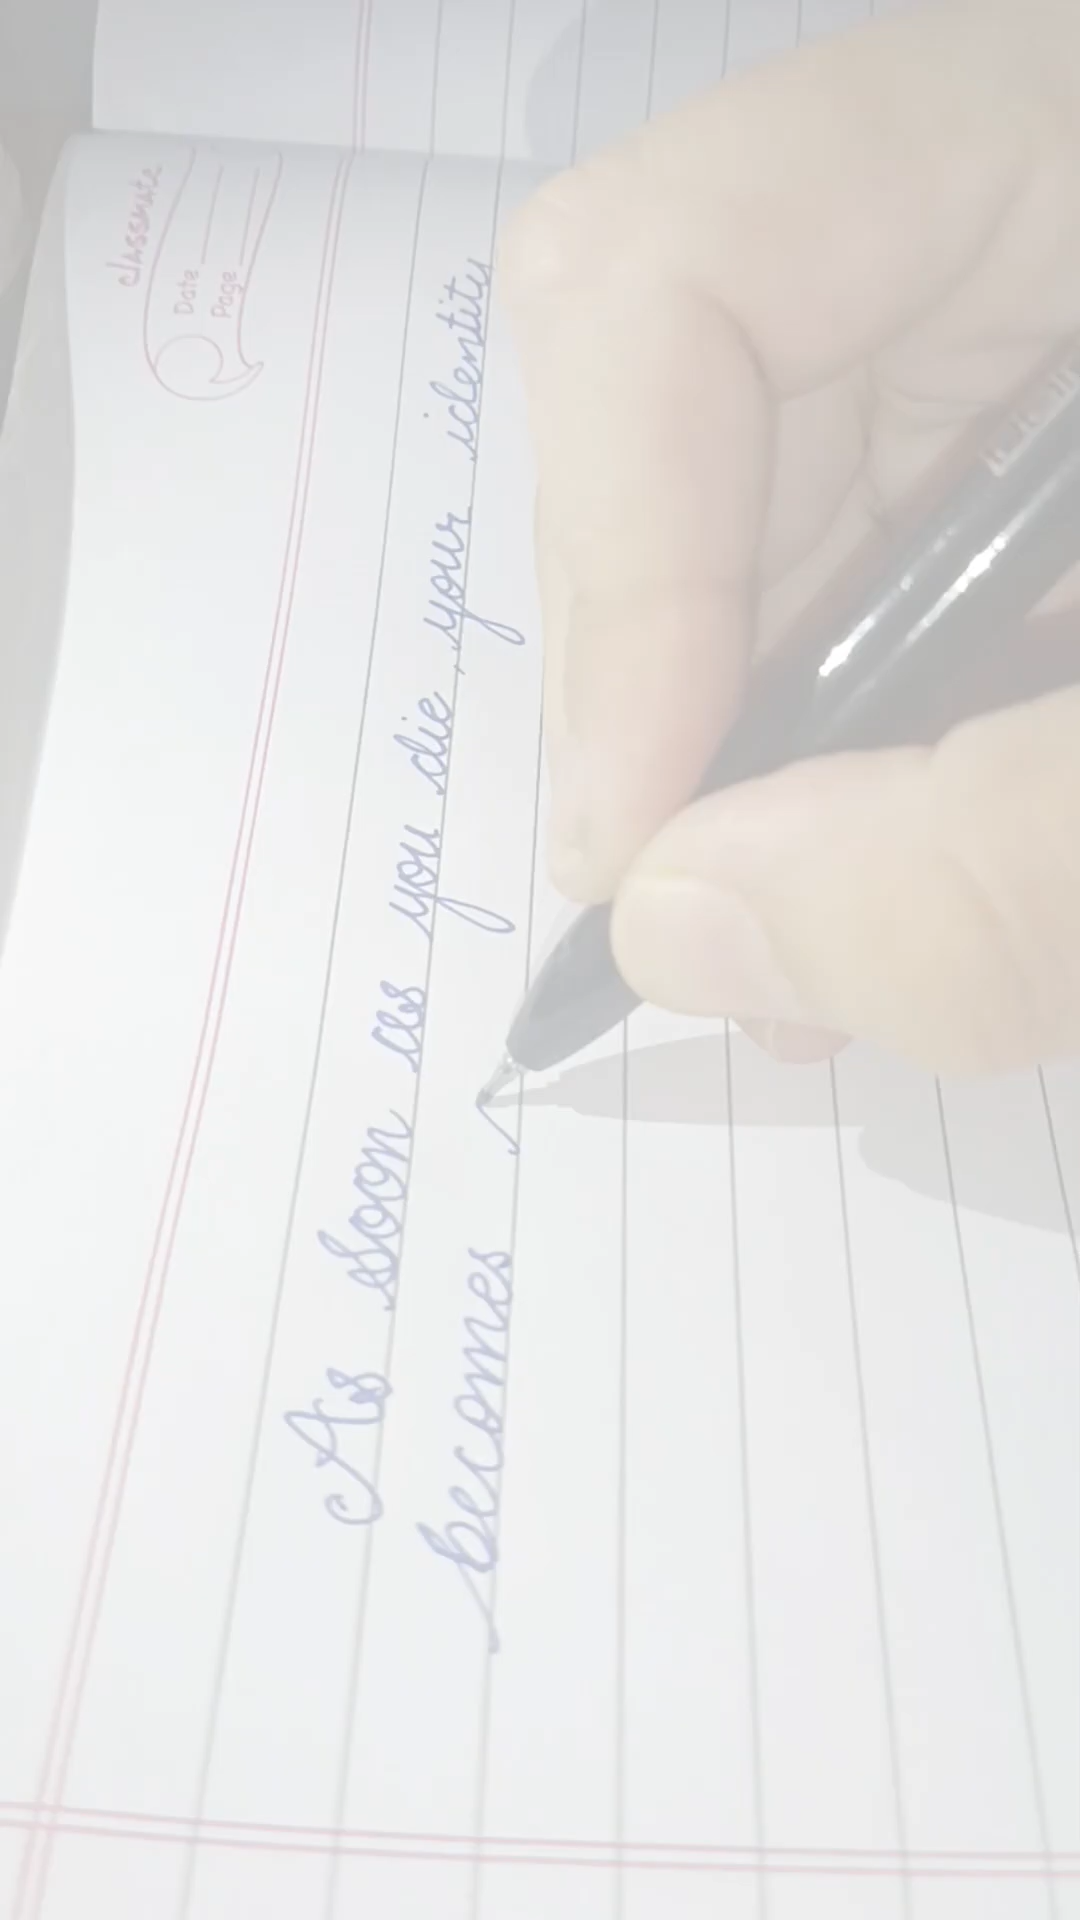 classmate
Date
Page
As soon as you die, your identity
becomes